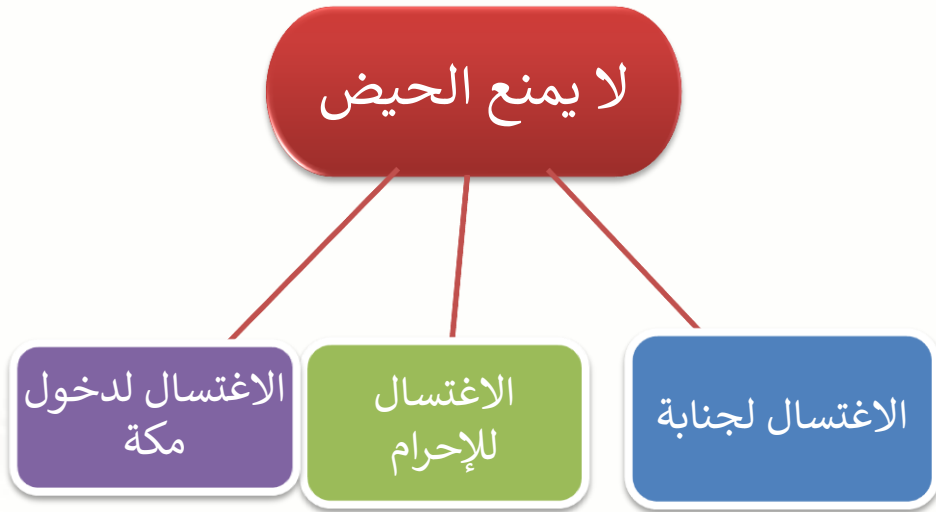 لا يمنع الحيض
الاغتسال لجنابة
الاغتسال
للإحرام
الاغتسال لدخول
مكة